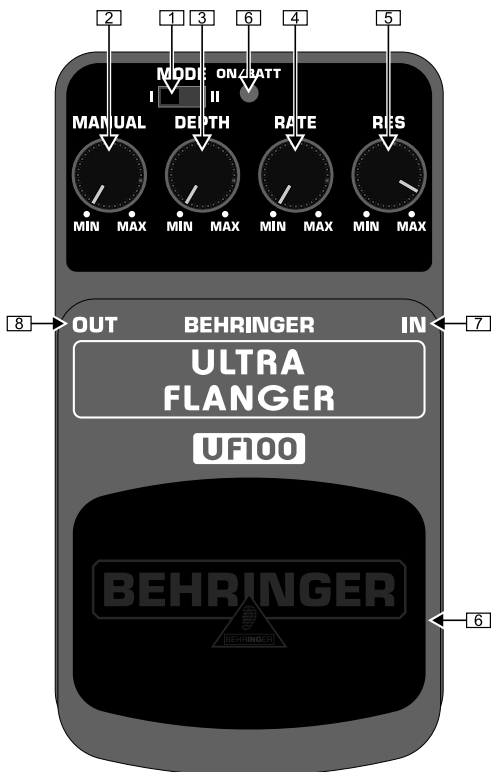 2 1 3 6 4 5
MODE ON/BATT
I II
MANUAL DEPTH RATE RES
MIN MAX MIN MAX MIN MAX MIN MAX
8 OUT BEHRINGER IN 7
ULTRA
FLANGER
UF100
BEHRINGER
6
BEHRINGER